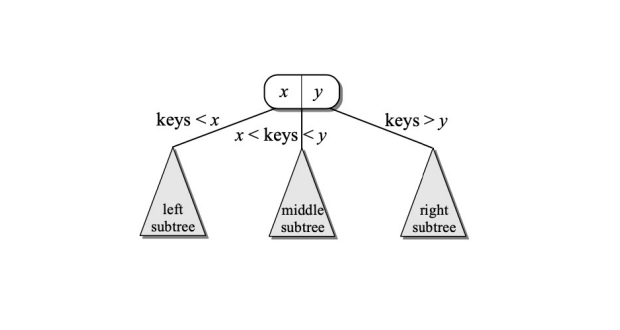 x y
keys < x
x < keys < y
keys > y
left
subtree
middle
subtree
right
subtree